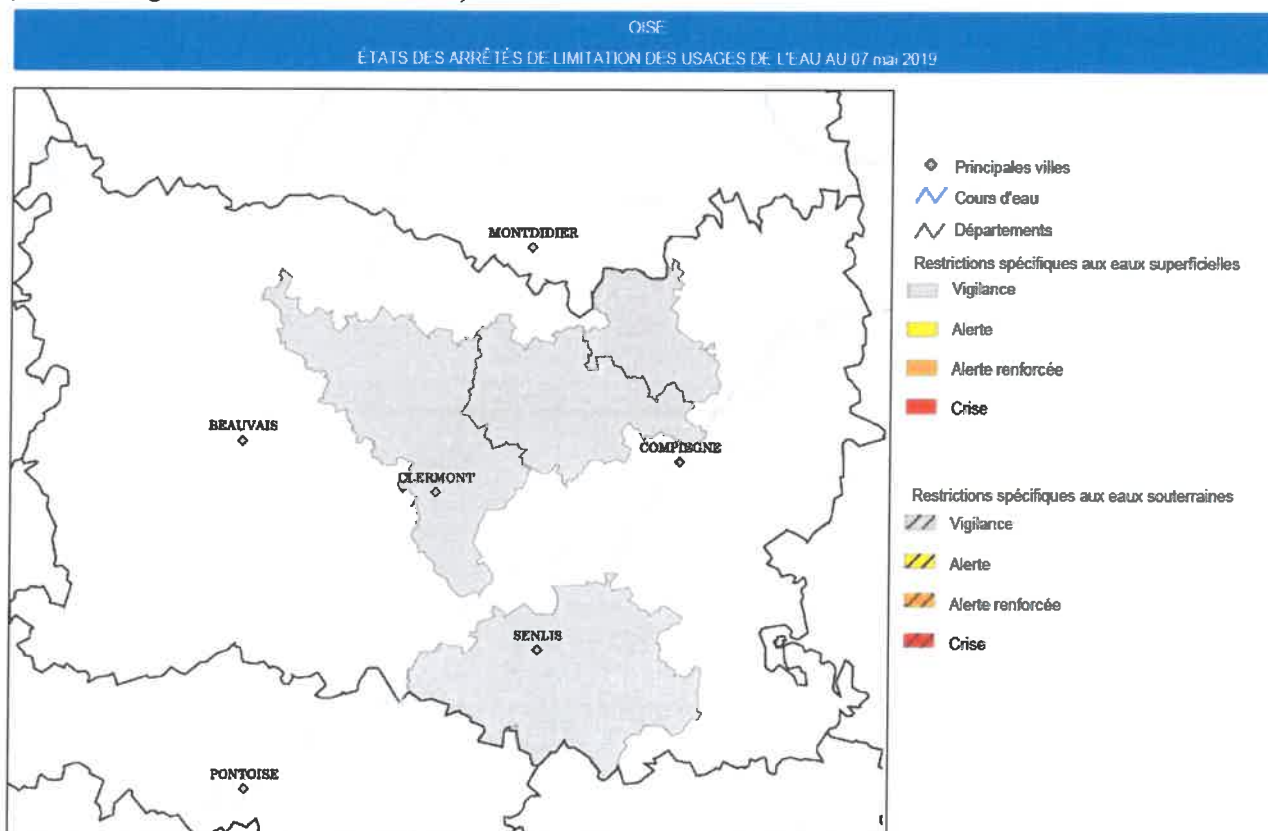 OISE
ÉTATS DES ARRÊTÉS DE LIMITATION DES USAGES DE L'EAU AU 07 mai 2019
Principales villes
Cours d'eau
Départements
Restrictions spécifiques aux eaux superficielles
Vigilance
Alerte
Alerte renforcée
Crise
Restrictions spécifiques aux eaux souterraines
Vigilance
Alerte
Alerte renforcée
Crise
MONTDIDIER
BEAUVAIS
COMPIEGNE
CLERMONT
SENLIS
PONTOISE